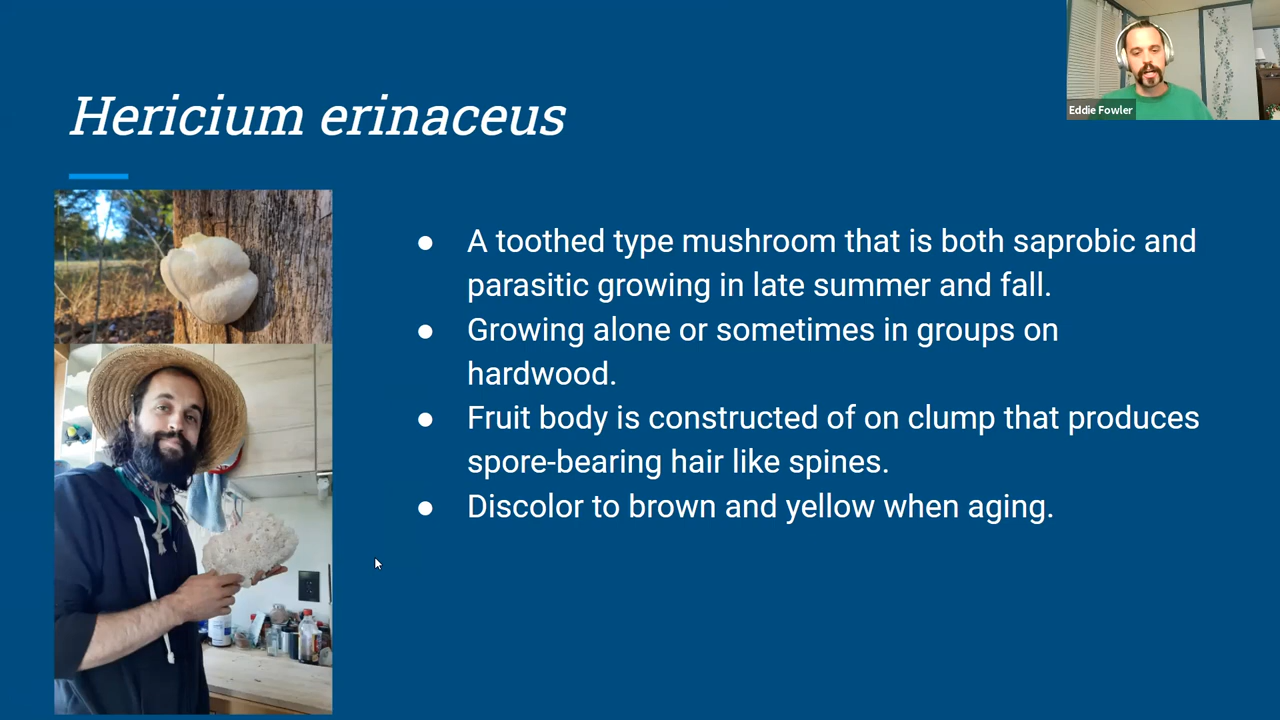 Hericium erinaceus
Eddie Fowler
● A toothed type mushroom that is both saprobic and
parasitic growing in late summer and fall.
● Growing alone or sometimes in groups on
hardwood.
● Fruit body is constructed of on clump that produces
spore-bearing hair like spines.
● Discolor to brown and yellow when aging.